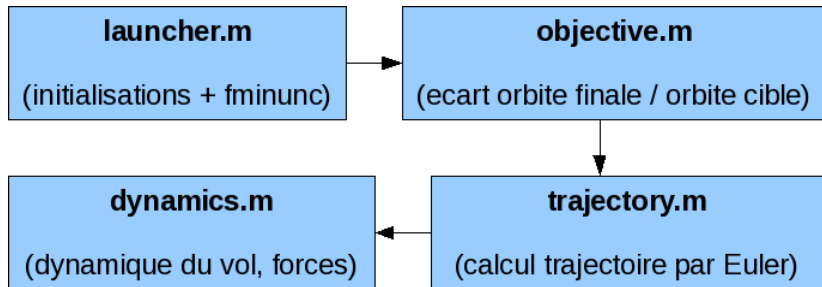 launcher.m
(initialisations + fminunc)
objective.m
(ecart orbite finale / orbite cible)
dynamics.m
(dynamique du vol, forces)
trajectory.m
(calcul trajectoire par Euler)